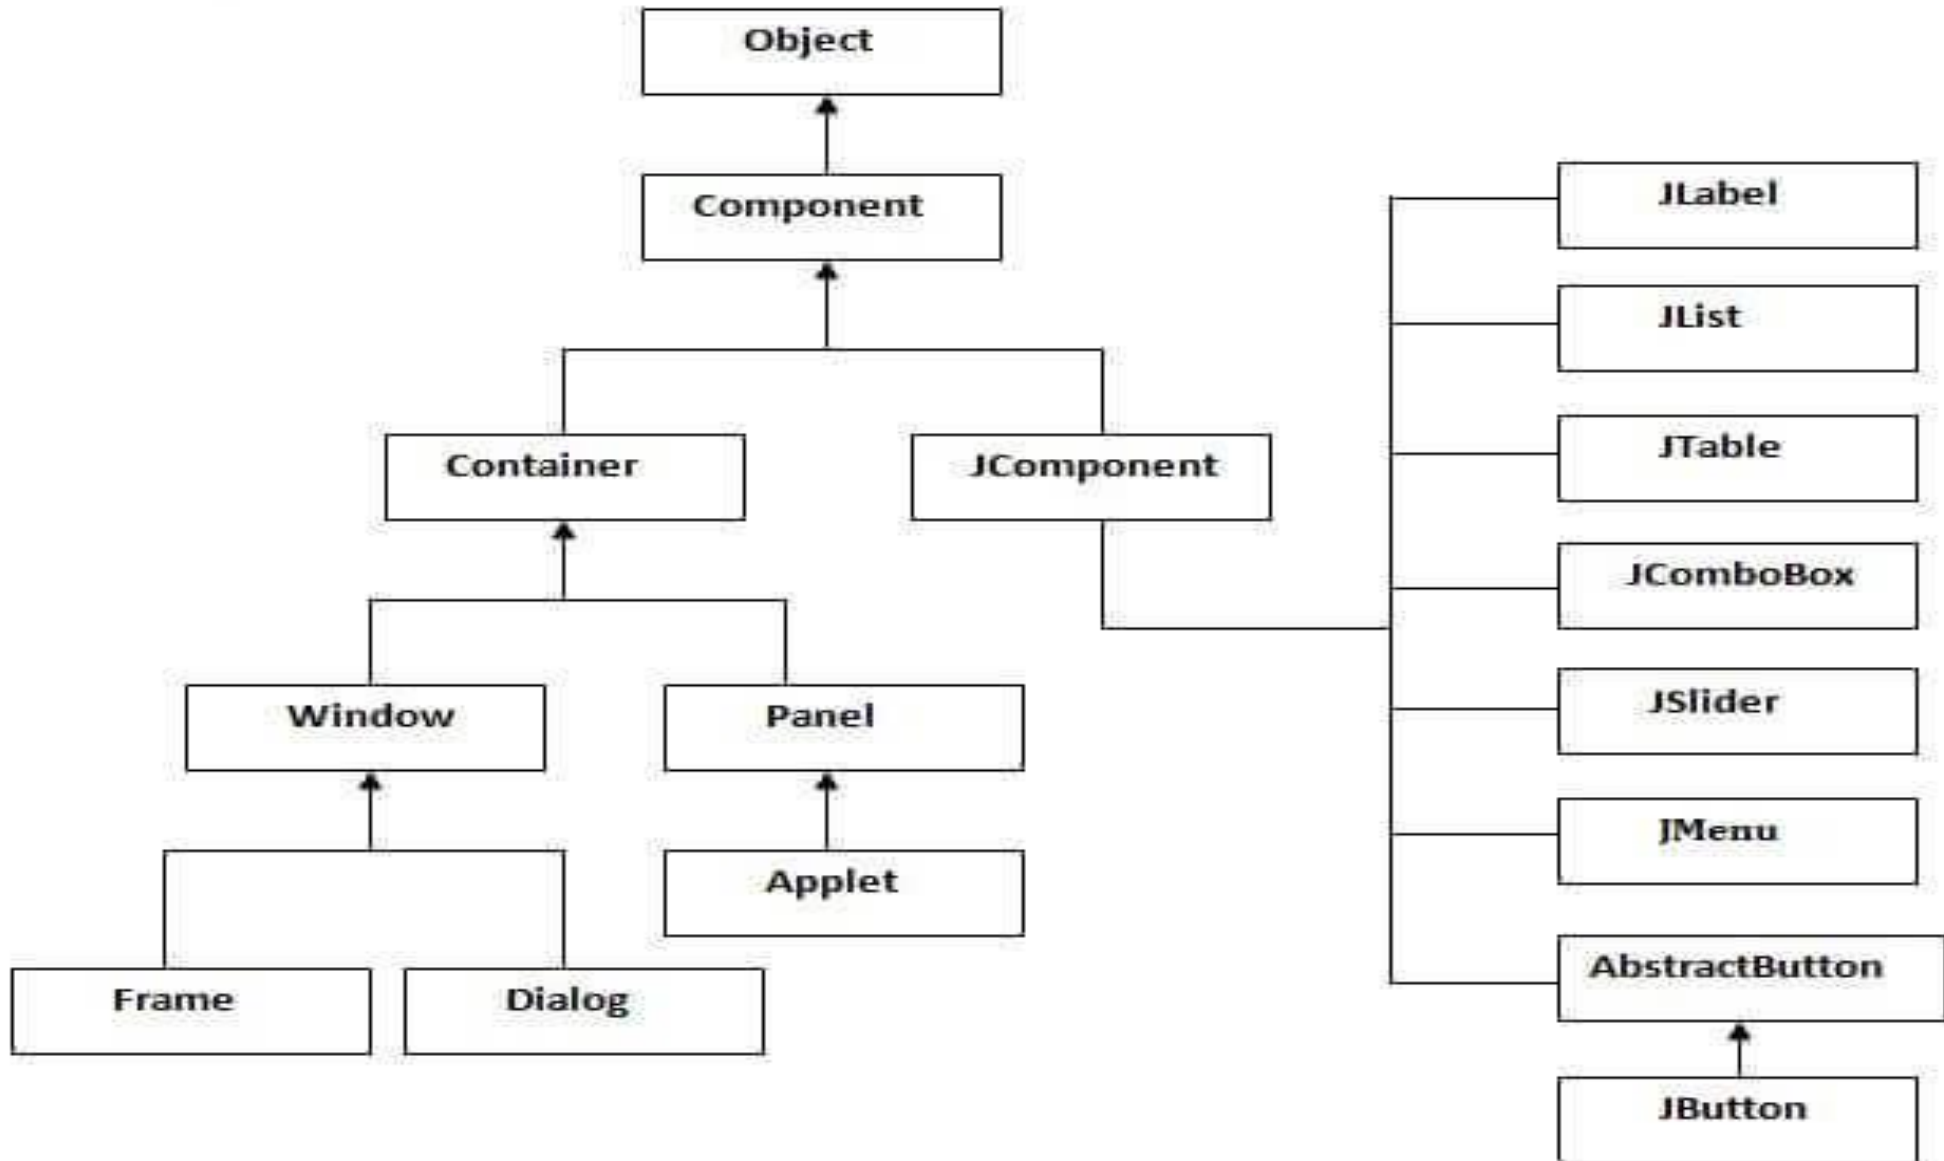 Object
Component
Container
JComponent
Window
Panel
Applet
Frame
Dialog
JLabel
JList
JTable
JComboBox
JSlider
JMenu
AbstractButton
JButton